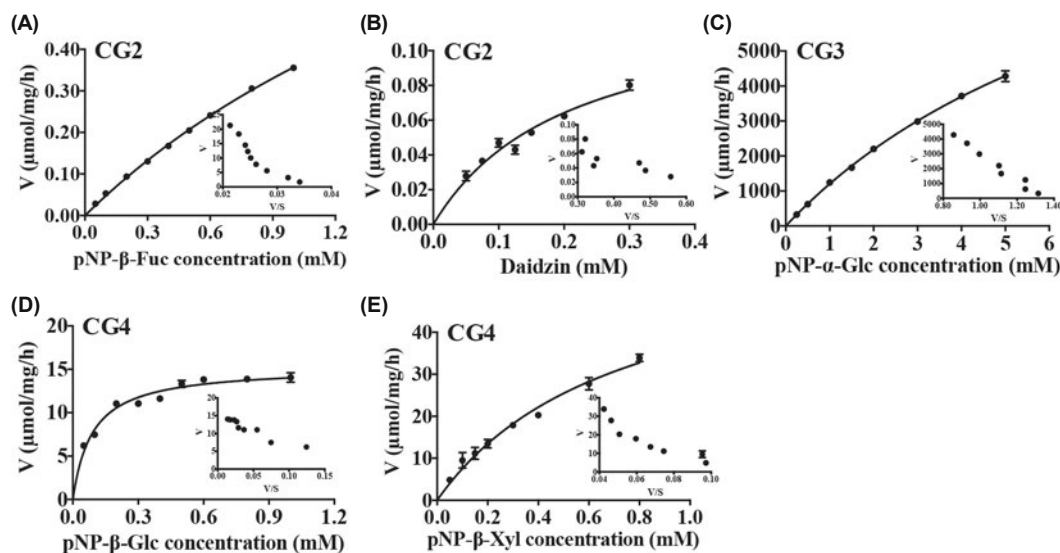 (A)
CG2
V (μmol/mg/h)
0.40
0.30
0.20
0.10
0.00
0.0 0.3 0.6 0.9 1.2
pNP-β-Fuc concentration (mM)
V
25
20
15
10
5
0
0.02 0.03 0.04
V/S
(B)
CG2
V (μmol/mg/h)
0.10
0.08
0.06
0.04
0.02
0.00
0.0 0.1 0.2 0.3 0.4
Daidzin (mM)
V
0.10
0.08
0.06
0.04
0.02
0.00
0.30 0.40 0.50 0.60
V/S
(C)
CG3
V (μmol/mg/h)
5000
4000
3000
2000
1000
0
0 1 2 3 4 5 6
pNP-α-Glc concentration (mM)
V
5000
4000
3000
2000
1000
0
0.80 1.00 1.20 1.40
V/S
(D)
CG4
V (μmol/mg/h)
20
15
10
5
0
0.0 0.4 0.8 1.2
pNP-β-Glc concentration (mM)
V
20
15
10
5
0
0.00 0.05 0.10 0.15
V/S
(E)
CG4
V (μmol/mg/h)
40
30
20
10
0
0.0 0.2 0.4 0.6 0.8 1.0
pNP-β-Xyl concentration (mM)
V
40
30
20
10
0
0.04 0.06 0.08 0.10
V/S